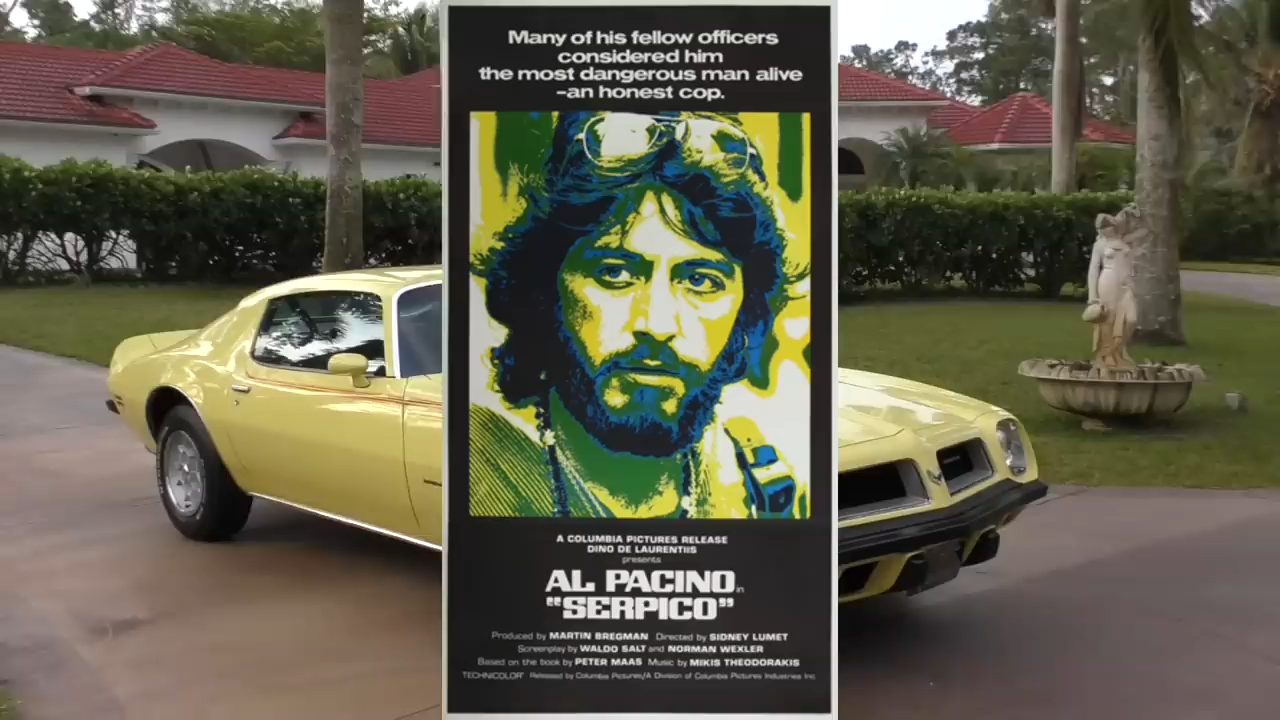 Many of his fellow officers
considered him
the most dangerous man alive
-an honest cop.
A COLUMBIA PICTURES RELEASE
DINO DE LAURENTIIS
presents
AL PACINO in
"SERPICO"
Produced by MARTIN BREGMAN Directed by SIDNEY LUMET
Screenplay by WALDO SALT and NORMAN WEXLER
Based on the book by PETER MAAS Music by MIKIS THEODORAKIS
TECHNICOLOR® Released by Columbia Pictures/A Division of Columbia Pictures Industries Inc.